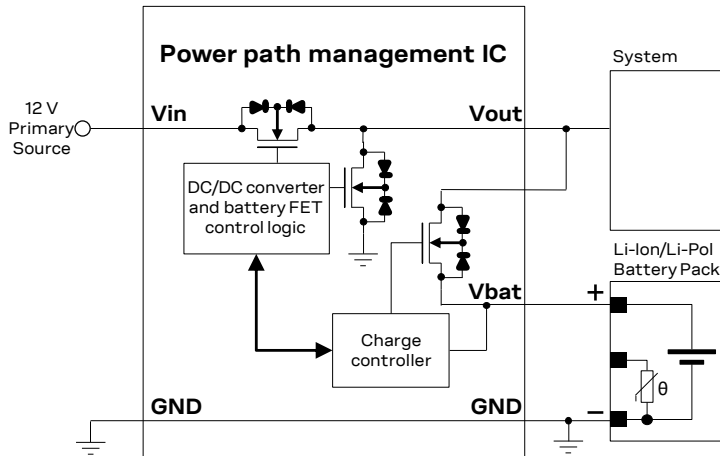 Power path management IC
System
12 V
Primary
Source
Vin
Vout
DC/DC converter
and battery FET
control logic
Li-Ion/Li-Pol
Battery Pack
Vbat
+
Charge
controller
θ
GND
GND
–